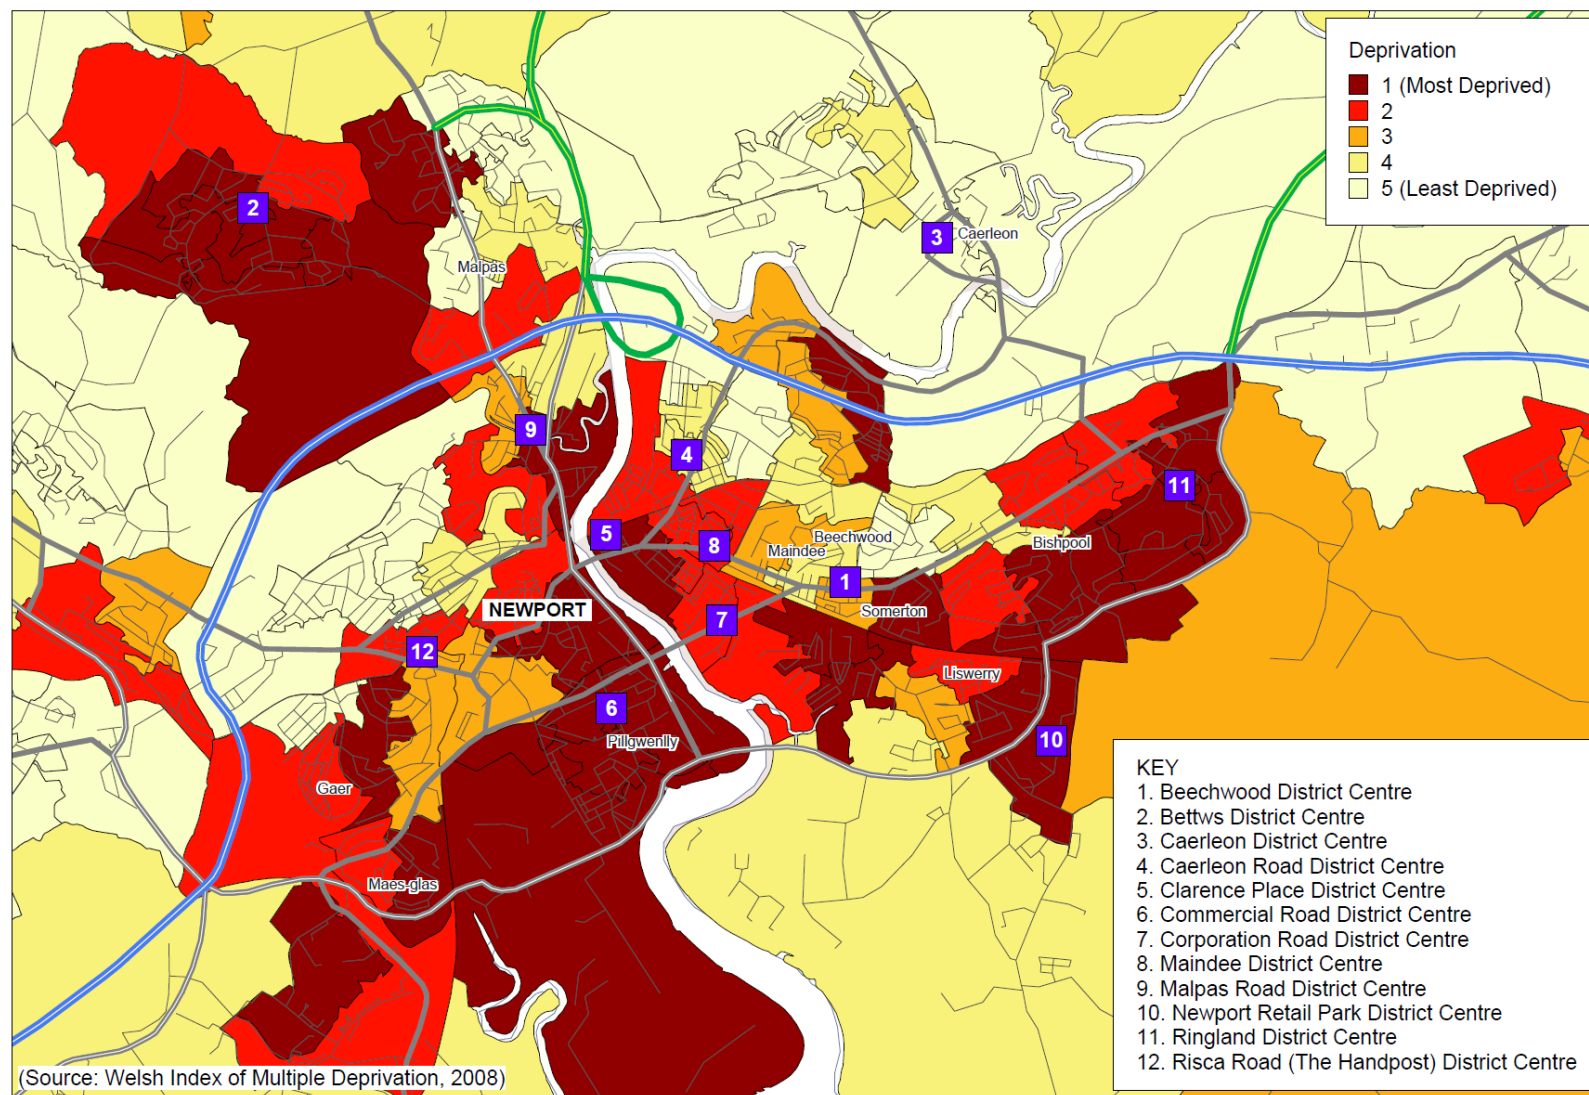 Deprivation
1 (Most Deprived)
2
3
4
5 (Least Deprived)
2
3
Caerleon
Malpas
9
4
11
5
8
Beechwood
Maindee
Bishpool
1
NEWPORT
Somerton
7
12
Liswerry
6
Pillgwenlly
10
Gaer
Maes-glas
KEY
1. Beechwood District Centre
2. Bettws District Centre
3. Caerleon District Centre
4. Caerleon Road District Centre
5. Clarence Place District Centre
6. Commercial Road District Centre
7. Corporation Road District Centre
8. Maindee District Centre
9. Malpas Road District Centre
10. Newport Retail Park District Centre
11. Ringland District Centre
12. Risca Road (The Handpost) District Centre
(Source: Welsh Index of Multiple Deprivation, 2008)